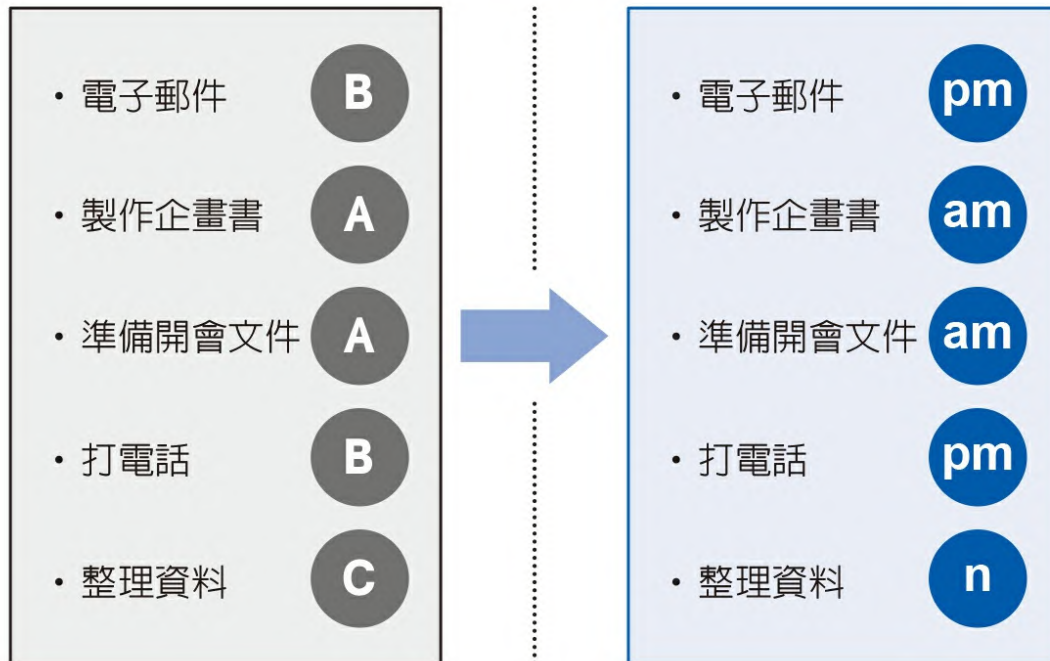 ・電子郵件 B
・製作企畫書 A
・準備開會文件 A
・打電話 B
・整理資料 C
・電子郵件 pm
・製作企畫書 am
・準備開會文件 am
・打電話 pm
・整理資料 n